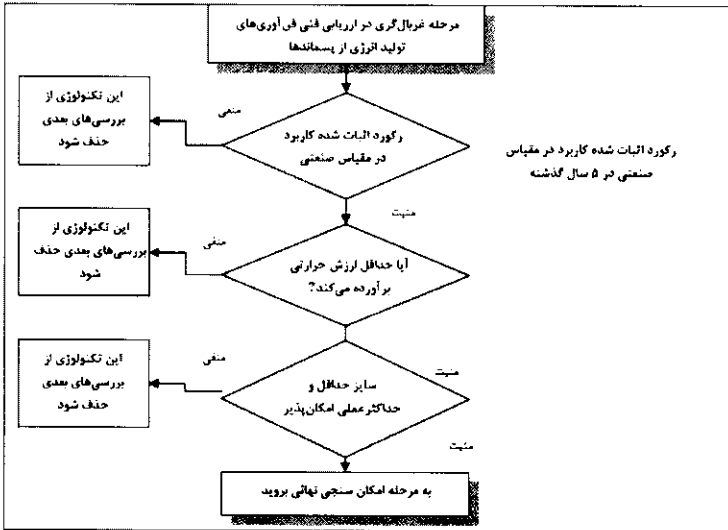 مرحله غربال‌گری در ارزیابی فنی فن‌آوری‌های
تولید انرژی از پسماندها
منفی
این تکنولوژی از
بررسی‌های بعدی
حذف شود
رکورد اثبات شده کاربرد
در مقیاس صنعتی
رکورد اثبات شده کاربرد در مقیاس
صنعتی در ۵ سال گذشته
مثبت
منفی
این تکنولوژی از
بررسی‌های بعدی حذف
شود
آیا حداقل ارزش حرارتی
برآورده می‌کند؟
مثبت
منفی
این تکنولوژی از
بررسی‌های بعدی
حذف شود
سایز حداقل و
حداکثر عملی امکان‌پذیر
مثبت
به مرحله امکان سنجی نهائی بروید